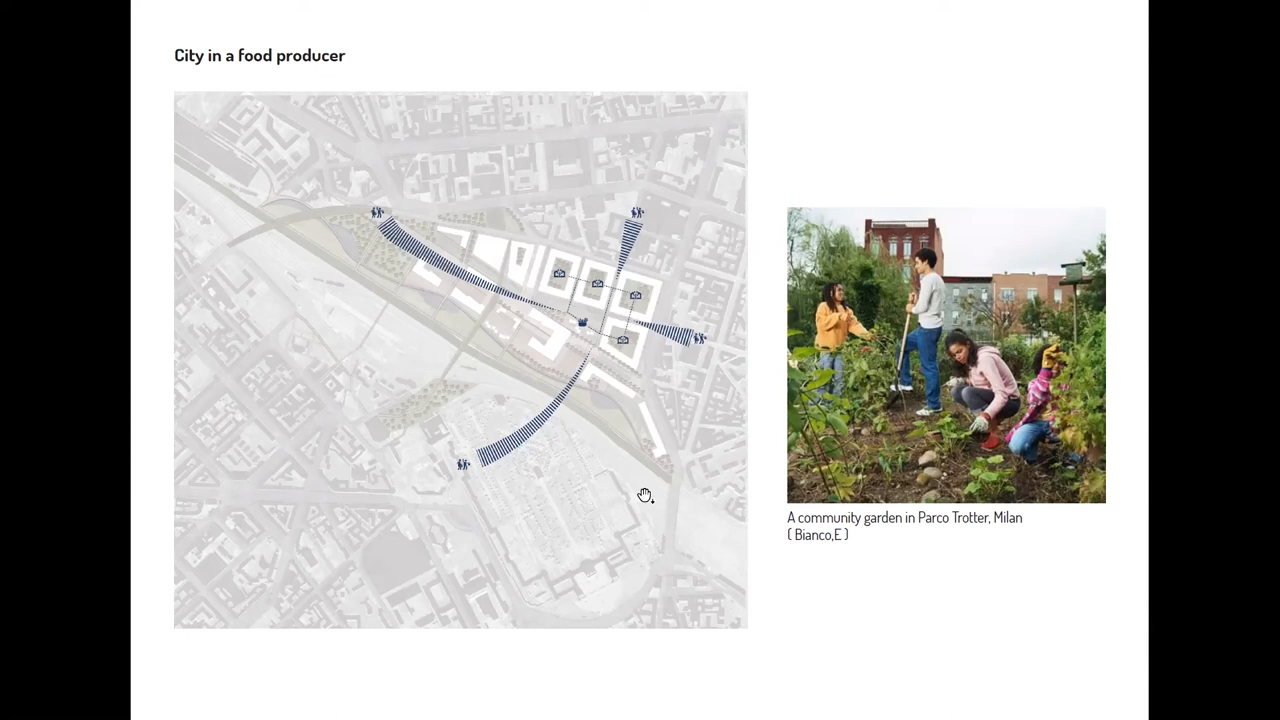 City in a food producer
A community garden in Parco Trotter, Milan
( Bianco,E )